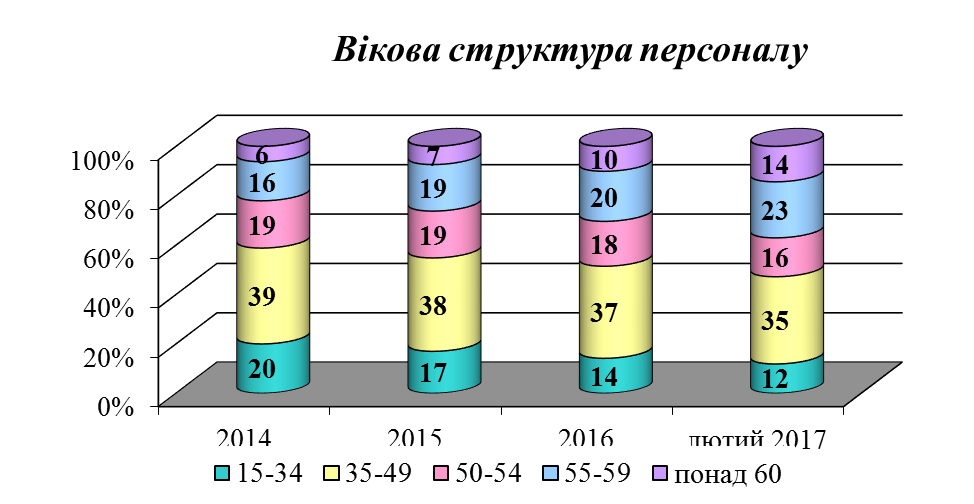 Вікова структура персоналу
100%
80%
60%
40%
20%
0%
6 7 10 14
16 19 20 23
19 19 18 16
39 38 37 35
20 17 14 12
2014 2015 2016 лютий 2017
15-34 35-49 50-54 55-59 понад 60